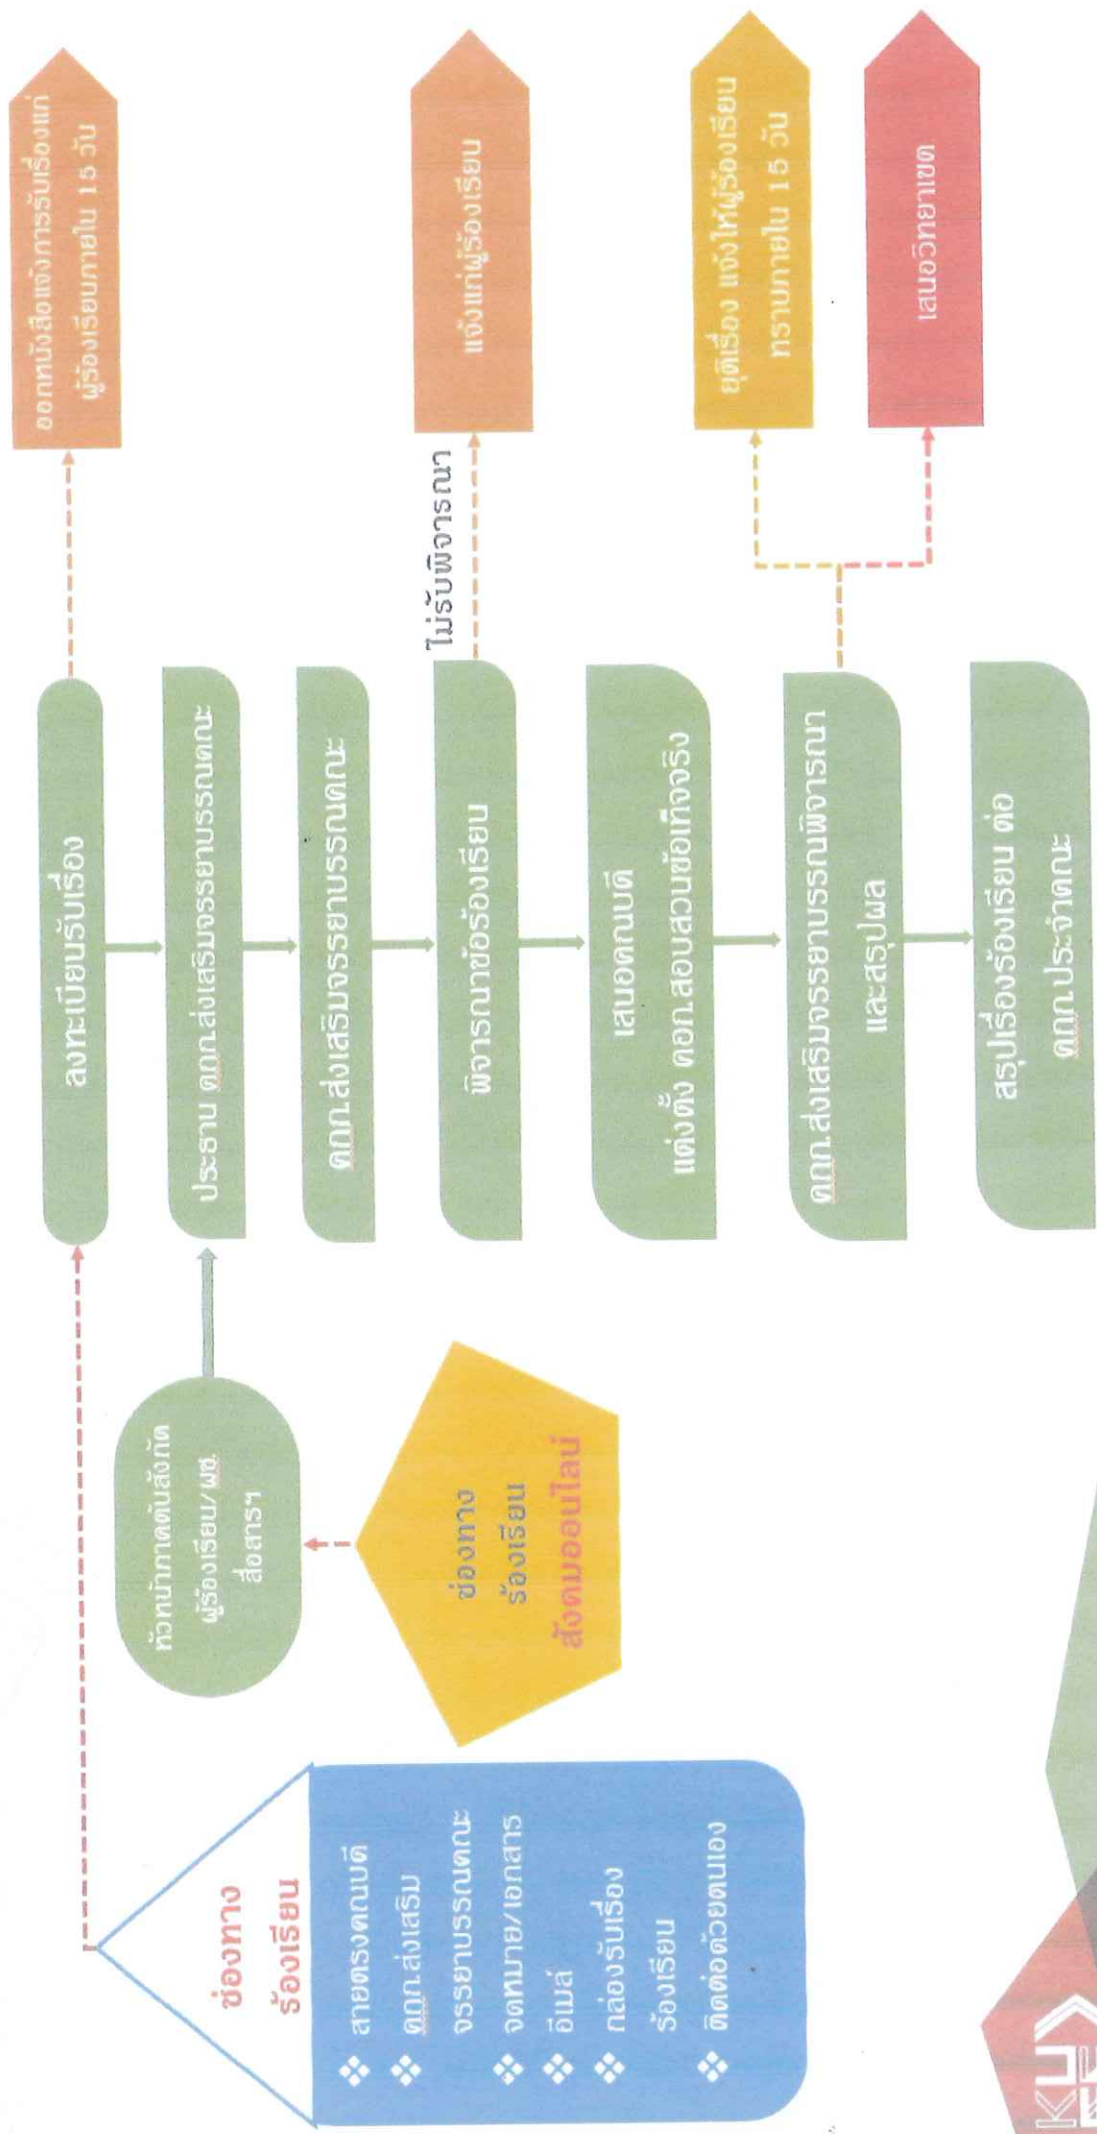 ช่องทาง
ร้องเรียน
❖ สายตรงคณบดี
❖ คกก.ส่งเสริม
จรรยาบรรณคณะ
❖ จดหมาย/เอกสาร
❖ อีเมล์
❖ กล่องรับเรื่อง
ร้องเรียน
❖ ติดต่อด้วยตนเอง
ช่องทาง
ร้องเรียน
สังคมออนไลน์
หัวหน้าภาคต้นสังกัด
ผู้ร้องเรียน/ผช.
สื่อสารฯ
ลงทะเบียนรับเรื่อง
ประธาน คกก.ส่งเสริมจรรยาบรรณคณะ
คกก.ส่งเสริมจรรยาบรรณคณะ
พิจารณาข้อร้องเรียน
เสนอคณบดี
แต่งตั้ง คอก.สอบสวนข้อเท็จจริง
คกก.ส่งเสริมจรรยาบรรณพิจารณา
และสรุปผล
สรุปเรื่องร้องเรียน ต่อ
คกก.ประจำคณะ
ออกหนังสือแจ้งการรับเรื่องแก่
ผู้ร้องเรียนภายใน 15 วัน
ไม่รับพิจารณา
แจ้งแก่ผู้ร้องเรียน
ยุติเรื่อง แจ้งให้ผู้ร้องเรียน
ทราบภายใน 15 วัน
เสนอวิทยาเขต
KU